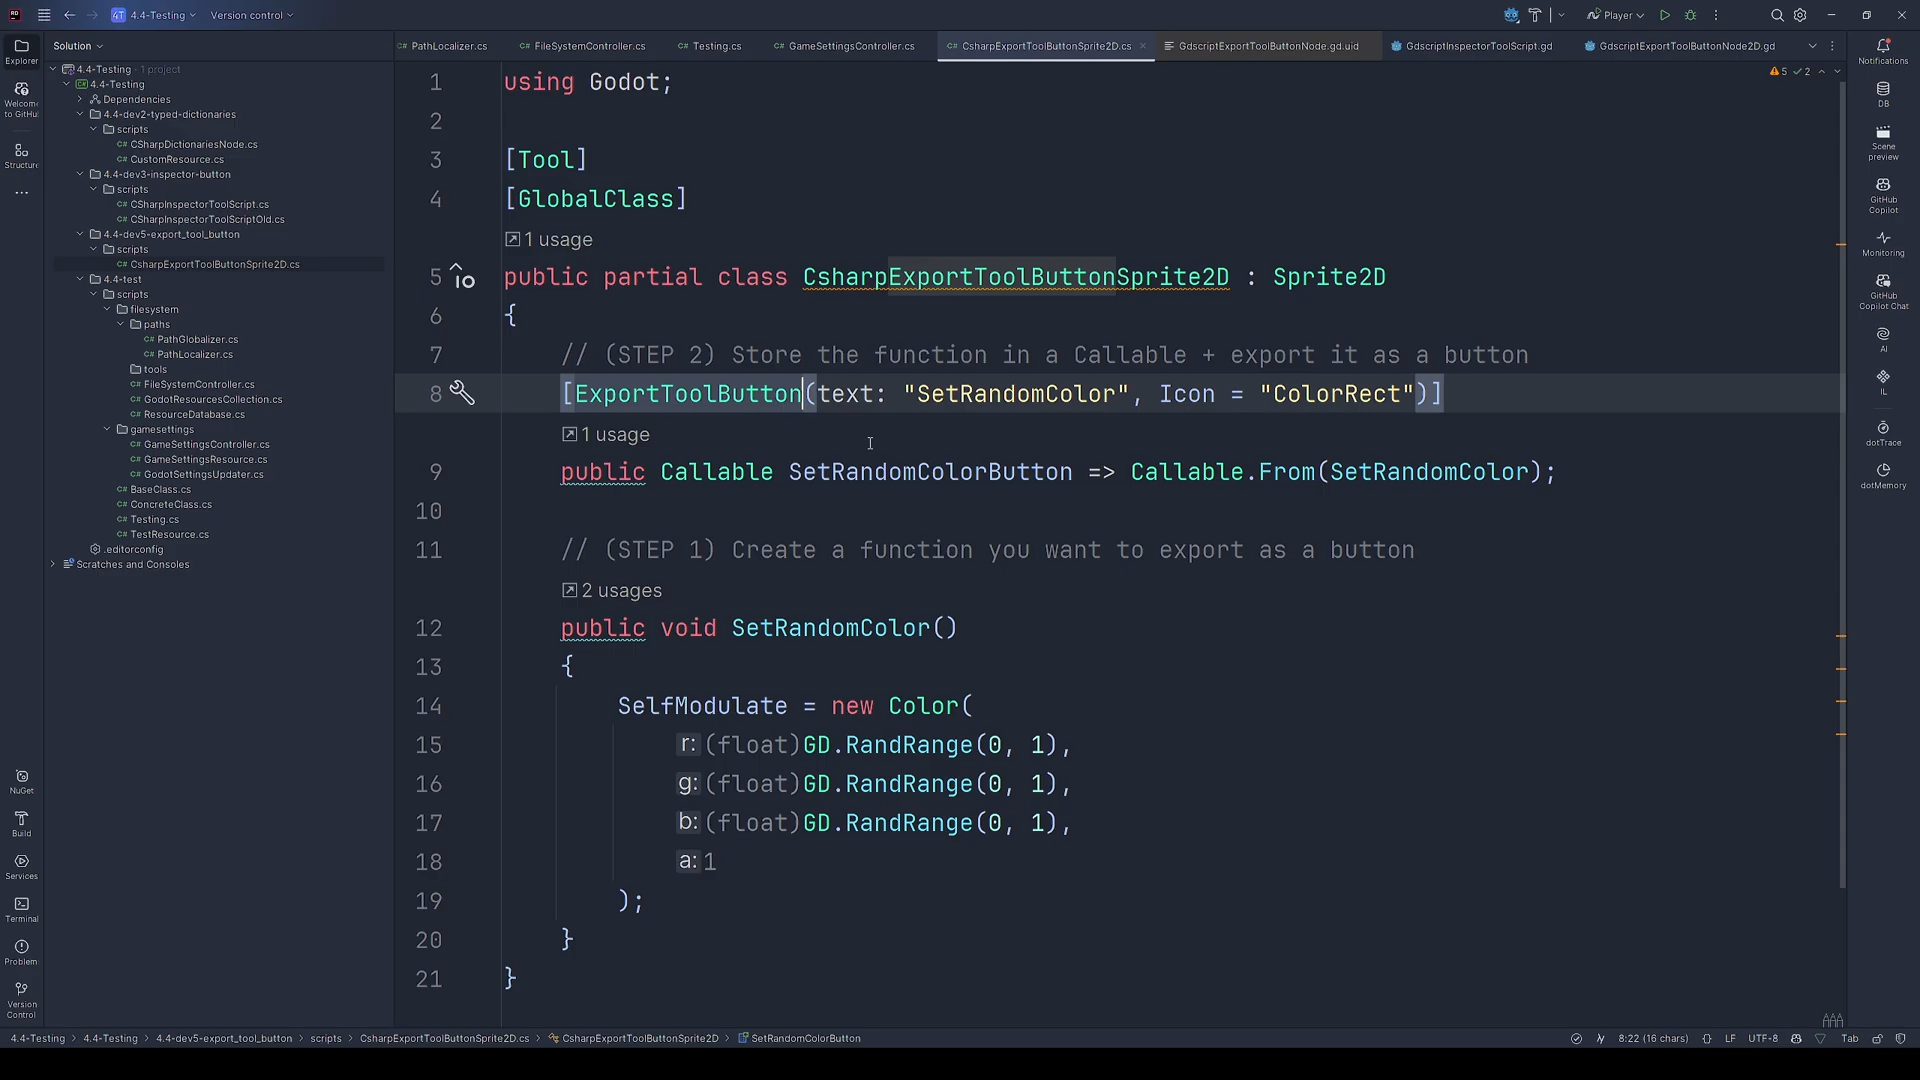 4T 4.4-Testing
Version control
Player
Solution
PathLocalizer.cs
FileSystemController.cs
Testing.cs
GameSettingsController.cs
CsharpExportToolButtonSprite2D.cs
GdscriptExportToolButtonNode.gd.uid
GdscriptInspectorToolScript.gd
GdscriptExportToolButtonNode2D.gd
Explorer
Welcome
to GitHu
Structure
NuGet
Build
Services
Terminal
Problem
Version
Control
4.4-Testing · 1 project
4.4-Testing
Dependencies
4.4-dev2-typed-dictionaries
scripts
C# CSharpDictionariesNode.cs
C# CustomResource.cs
4.4-dev3-inspector-button
scripts
C# CSharpInspectorToolScript.cs
C# CSharpInspectorToolScriptOld.cs
4.4-dev5-export_tool_button
scripts
C# CsharpExportToolButtonSprite2D.cs
4.4-test
scripts
filesystem
paths
C# PathGlobalizer.cs
C# PathLocalizer.cs
tools
C# FileSystemController.cs
C# GodotResourcesCollection.cs
C# ResourceDatabase.cs
gamesettings
C# GameSettingsController.cs
C# GameSettingsResource.cs
C# GodotSettingsUpdater.cs
C# BaseClass.cs
C# ConcreteClass.cs
C# Testing.cs
C# TestResource.cs
.editorconfig
Scratches and Consoles
5 2
1 using Godot;
2
3 [Tool]
4 [GlobalClass]
1 usage
5 public partial class CsharpExportToolButtonSprite2D : Sprite2D
6 {
7 // (STEP 2) Store the function in a Callable + export it as a button
8 [ExportToolButton(text: "SetRandomColor", Icon = "ColorRect")]
1 usage
9 public Callable SetRandomColorButton => Callable.From(SetRandomColor);
10
11 // (STEP 1) Create a function you want to export as a button
2 usages
12 public void SetRandomColor()
13 {
14 SelfModulate = new Color(
15 r: (float)GD.RandRange(0, 1),
16 g: (float)GD.RandRange(0, 1),
17 b: (float)GD.RandRange(0, 1),
18 a: 1
19 );
20 }
21 }
Notifications
DB
Scene
preview
GitHub
Copilot
Monitoring
GitHub
Copilot Chat
AI
IL
dotTrace
dotMemory
4.4-Testing > 4.4-Testing > 4.4-dev5-export_tool_button > scripts > CsharpExportToolButtonSprite2D.cs > CsharpExportToolButtonSprite2D > SetRandomColorButton
8:22 (16 chars) {} LF UTF-8 Tab